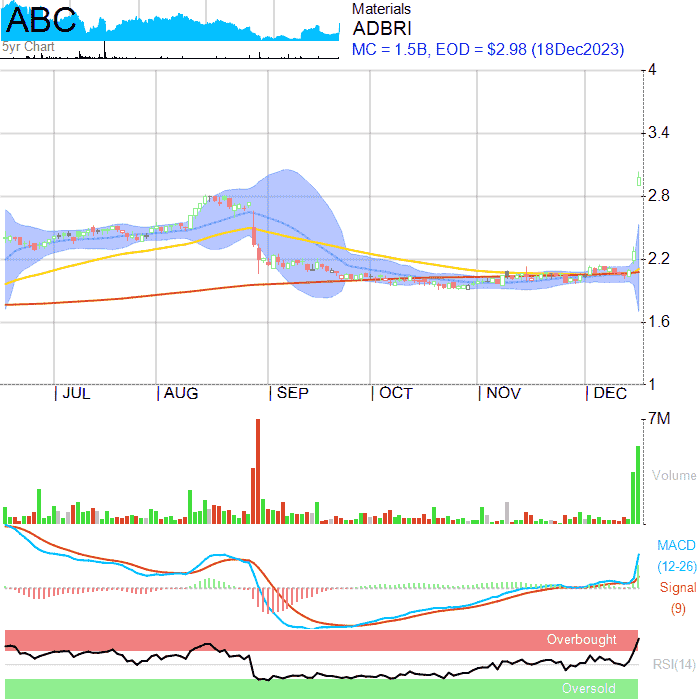 ABC
5yr Chart
Materials
ADBRI
MC = 1.5B, EOD = $2.98 (18Dec2023)
4
3.4
2.8
2.2
1.6
1
JUL AUG SEP OCT NOV DEC
7M
Volume
MACD
(12-26)
Signal
(9)
Overbought
RSI(14)
Oversold